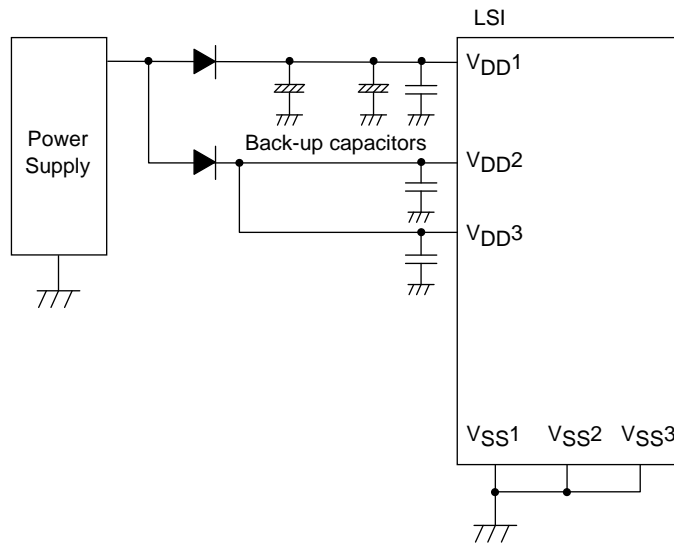 LSI
VDD1
Power
Supply
Back-up capacitors
VDD2
VDD3
VSS1 VSS2 VSS3